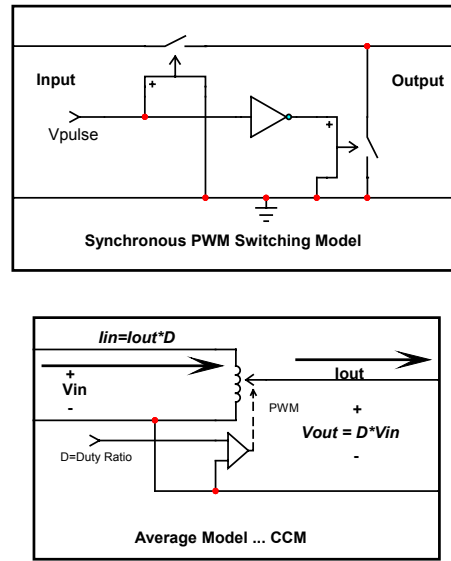 Input
Output
+
+
Vpulse
Synchronous PWM Switching Model
Iin=Iout*D
+
Vin
-
Iout
PWM
+
Vout = D*Vin
-
D=Duty Ratio
Average Model ... CCM